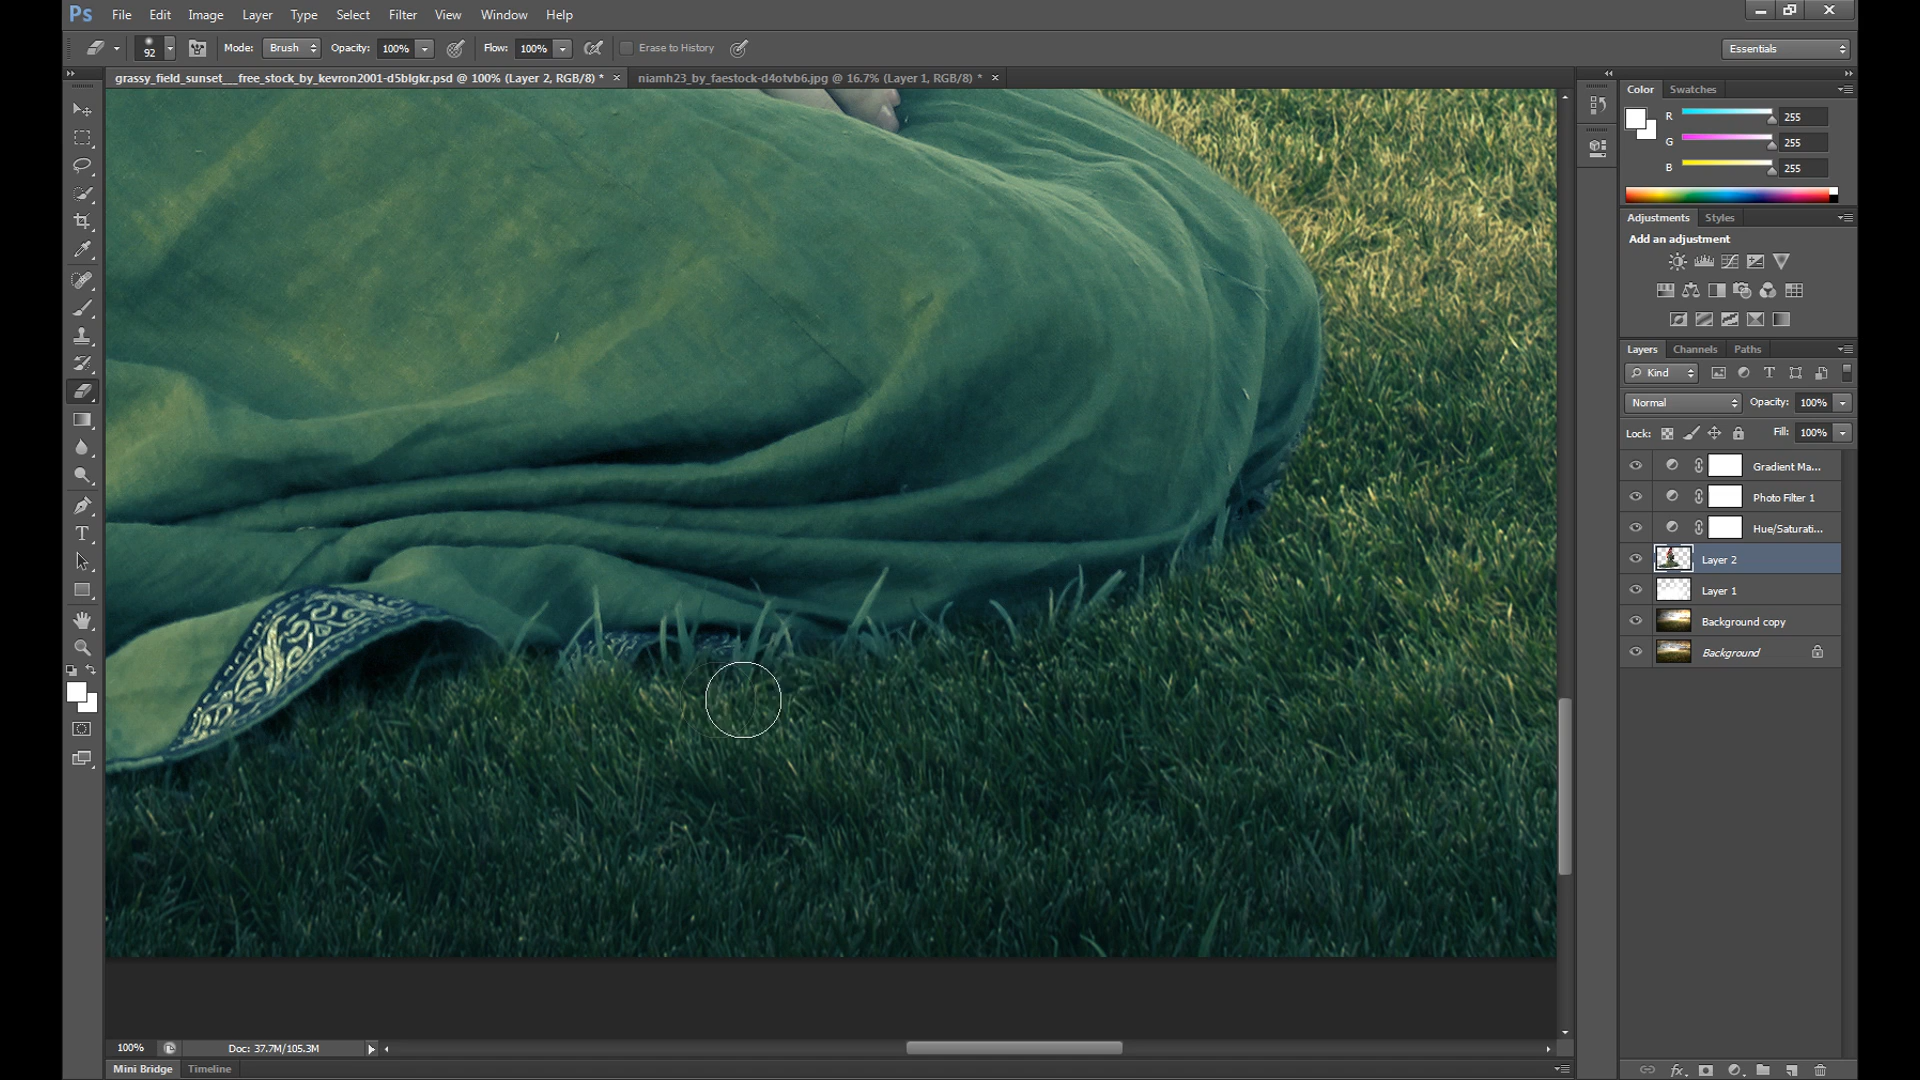 Ps File Edit Image Layer Type Select Filter View Window Help
92 Mode: Brush Opacity: 100% Flow: 100% Erase to History Essentials
grassy_field_sunset___free_stock_by_kevron2001-d5blgkr.psd @ 100% (Layer 2, RGB/8) * × niamh23_by_faestock-d4otvb6.jpg @ 16.7% (Layer 1, RGB/8) * ×
Color Swatches
R 255
G 255
B 255
Adjustments Styles
Add an adjustment
Layers Channels Paths
Kind
Normal Opacity: 100%
Lock: Fill: 100%
Gradient Ma...
Photo Filter 1
Hue/Saturati...
Layer 2
Layer 1
Background copy
Background
100% Doc: 37.7M/105.3M
Mini Bridge Timeline